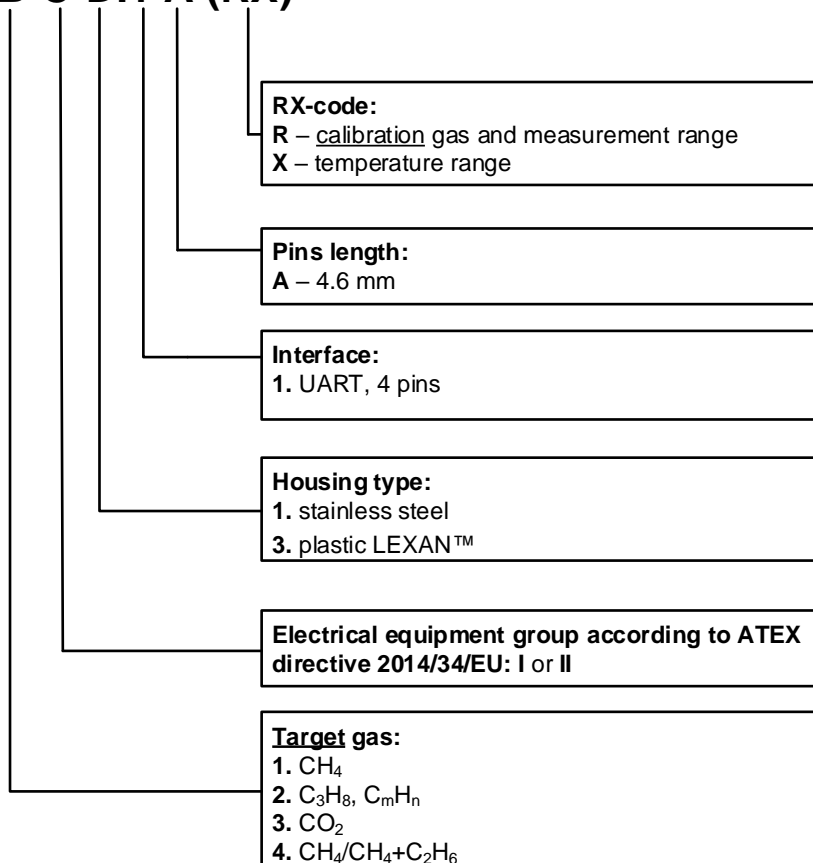 RX-code:
R – calibration gas and measurement range
X – temperature range
Pins length:
A – 4.6 mm
Interface:
1. UART, 4 pins
Housing type:
1. stainless steel
3. plastic LEXAN™
Electrical equipment group according to ATEX
directive 2014/34/EU: I or II
Target gas:
1. CH₄
2. C₃H₈, CₘHₙ
3. CO₂
4. CH₄/CH₄+C₂H₆